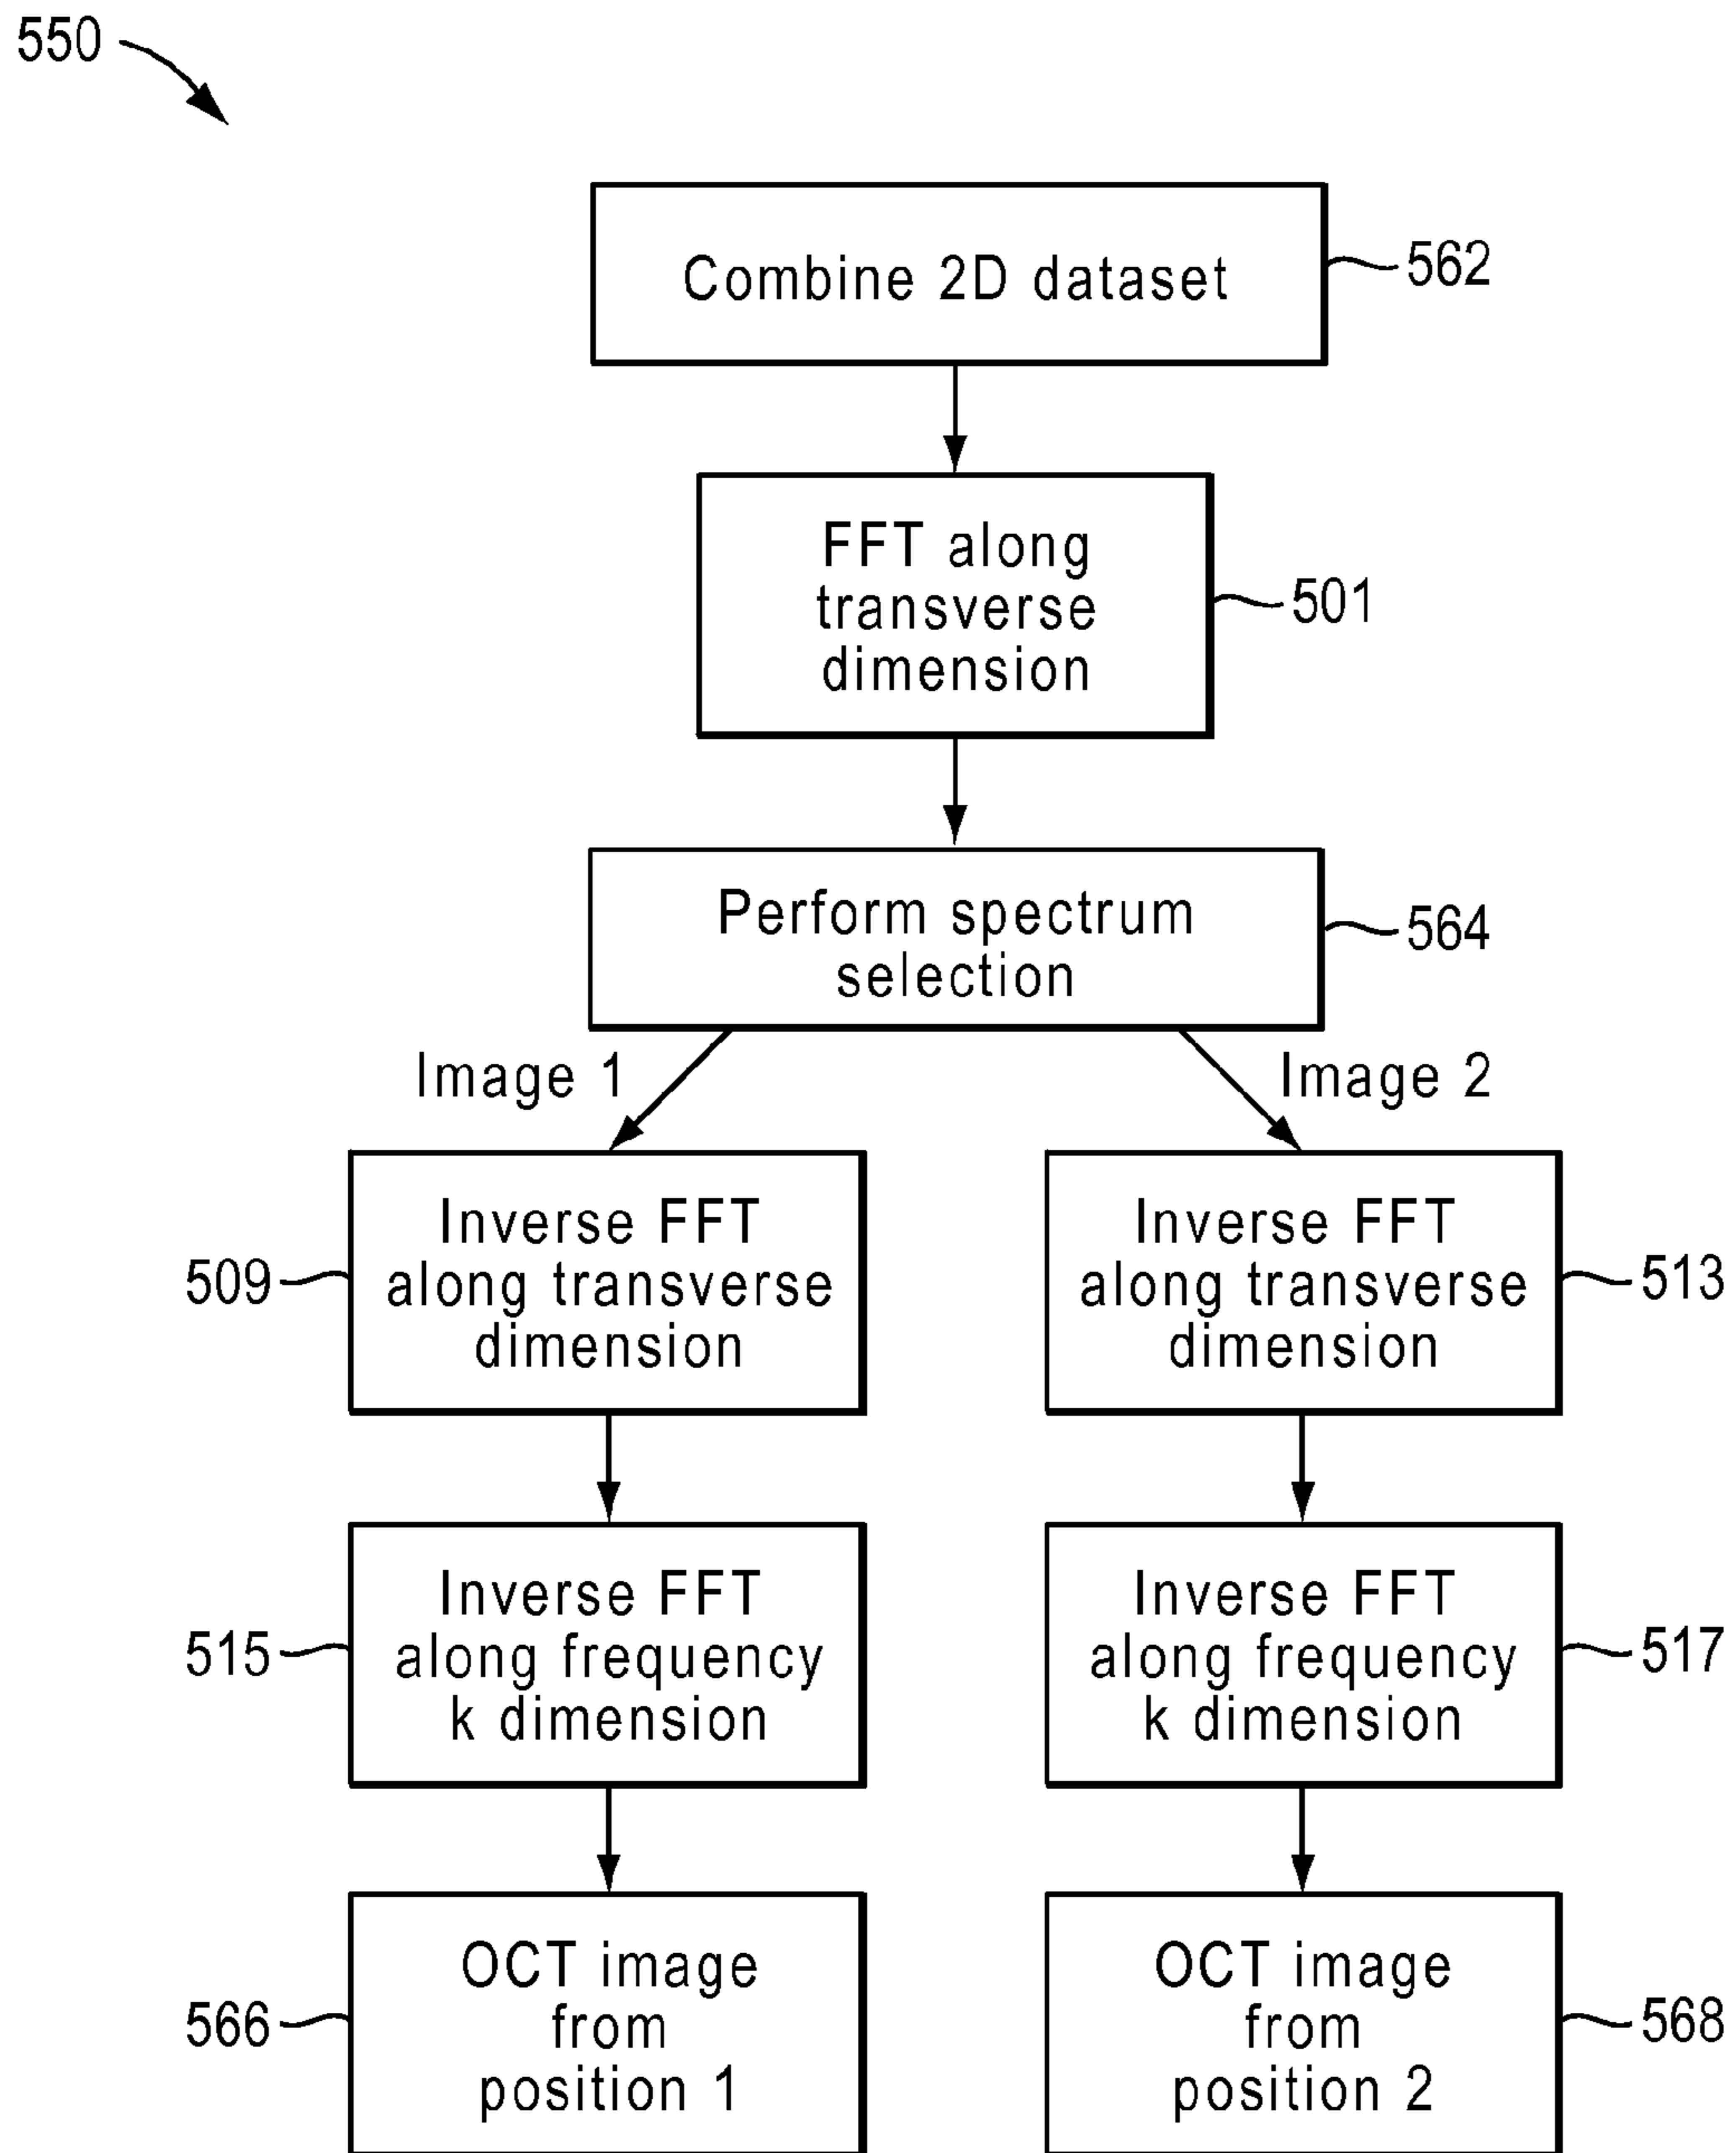 550
Combine 2D dataset
562
FFT along
transverse
dimension
501
Perform spectrum
selection
564
Image 1
Image 2
Inverse FFT
along transverse
dimension
509
Inverse FFT
along transverse
dimension
513
Inverse FFT
along frequency
k dimension
515
Inverse FFT
along frequency
k dimension
517
OCT image
from
position 1
566
OCT image
from
position 2
568